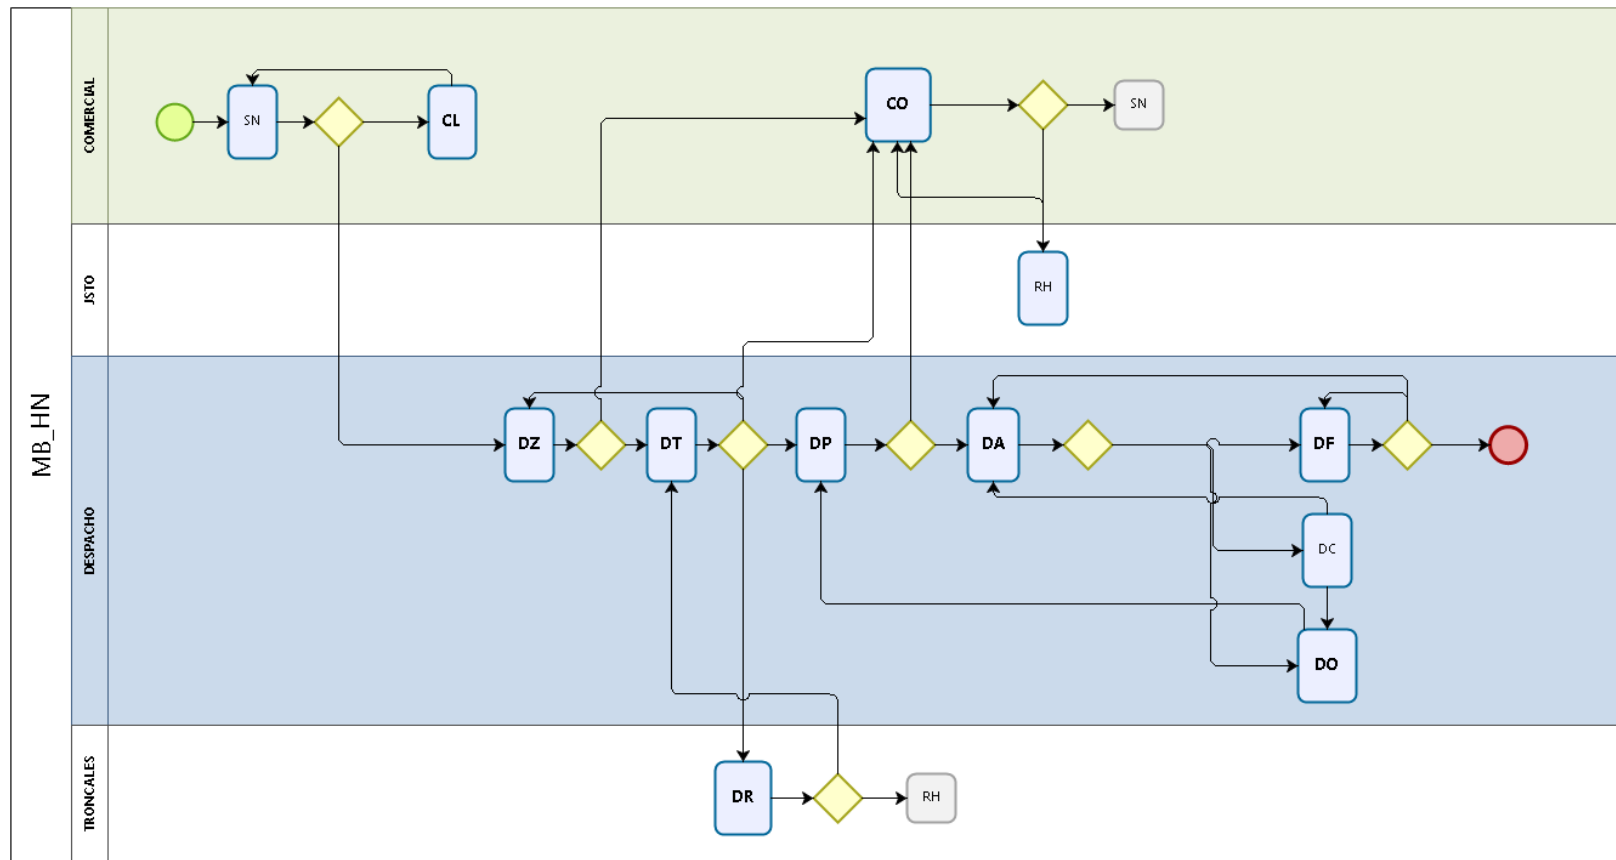 MB_HN
COMERCIAL
SN
CL
CO
SN
JSTO
RH
DESPACHO
DZ
DT
DP
DA
DF
DC
DO
TRONCALES
DR
RH